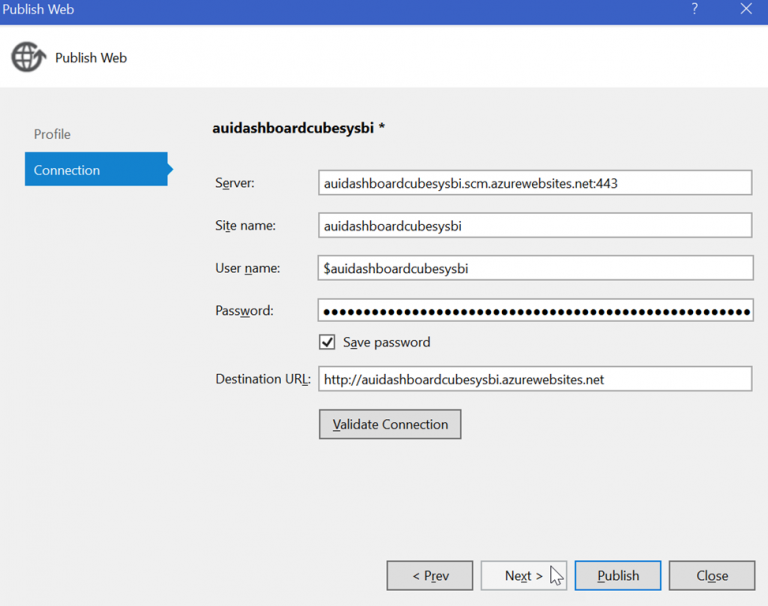 Publish Web
?
Publish Web
Profile
Connection
auidashboardcubesysbi *
Server: auidashboardcubesysbi.scm.azurewebsites.net:443
Site name: auidashboardcubesysbi
User name: $auidashboardcubesysbi
Password: ●●●●●●●●●●●●●●●●●●●●●●●●●●●●●●●●●●●●●●●●●●●●●●●●●●●●
Save password
Destination URL: http://auidashboardcubesysbi.azurewebsites.net
Validate Connection
< Prev Next > Publish Close